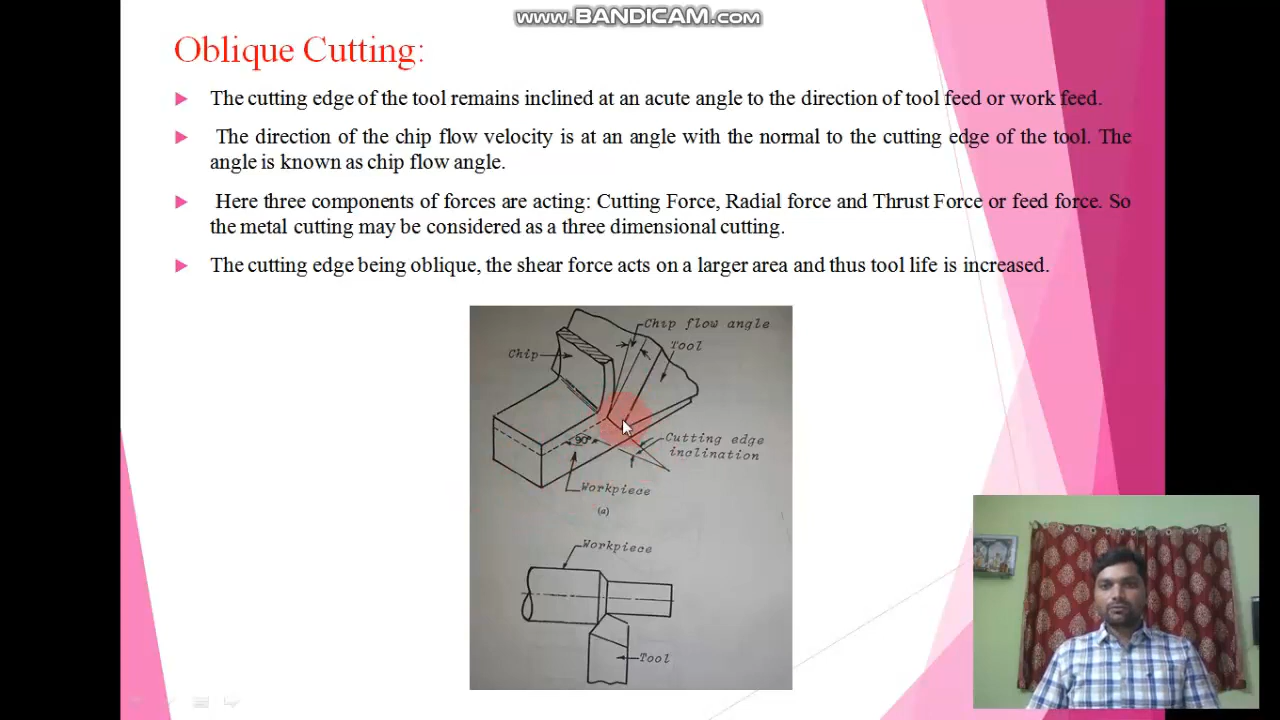 www.BANDICAM.com
Oblique Cutting:
The cutting edge of the tool remains inclined at an acute angle to the direction of tool feed or work feed.
The direction of the chip flow velocity is at an angle with the normal to the cutting edge of the tool. The
angle is known as chip flow angle.
Here three components of forces are acting: Cutting Force, Radial force and Thrust Force or feed force. So
the metal cutting may be considered as a three dimensional cutting.
The cutting edge being oblique, the shear force acts on a larger area and thus tool life is increased.
Chip flow angle
Tool
Chip
90°
Cutting edge
inclination
Workpiece
(a)
Workpiece
Tool